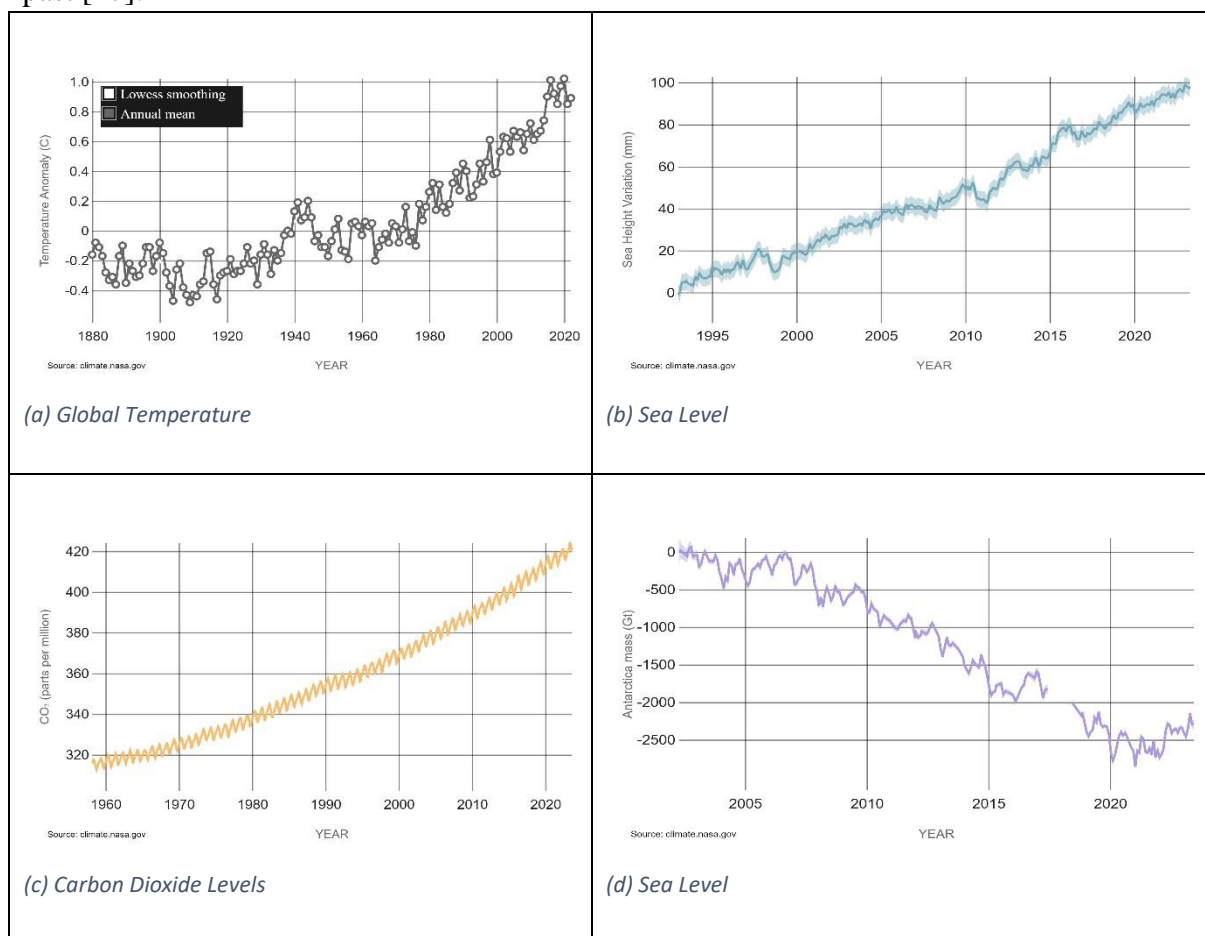 1.0
0.8
0.6
0.4
0.2
0
-0.2
-0.4
Temperature Anomaly (C)
Lowess smoothing
Annual mean
1880 1900 1920 1940 1960 1980 2000 2020
YEAR
Source: climate.nasa.gov
(a) Global Temperature
100
80
60
40
20
0
Sea Height Variation (mm)
1995 2000 2005 2010 2015 2020
YEAR
Source: climate.nasa.gov
(b) Sea Level
420
400
380
360
340
320
CO₂ (parts per million)
1960 1970 1980 1990 2000 2010 2020
YEAR
Source: climate.nasa.gov
(c) Carbon Dioxide Levels
0
-500
-1000
-1500
-2000
-2500
Antarctica mass (Gt)
2005 2010 2015 2020
YEAR
Source: climate.nasa.gov
(d) Sea Level